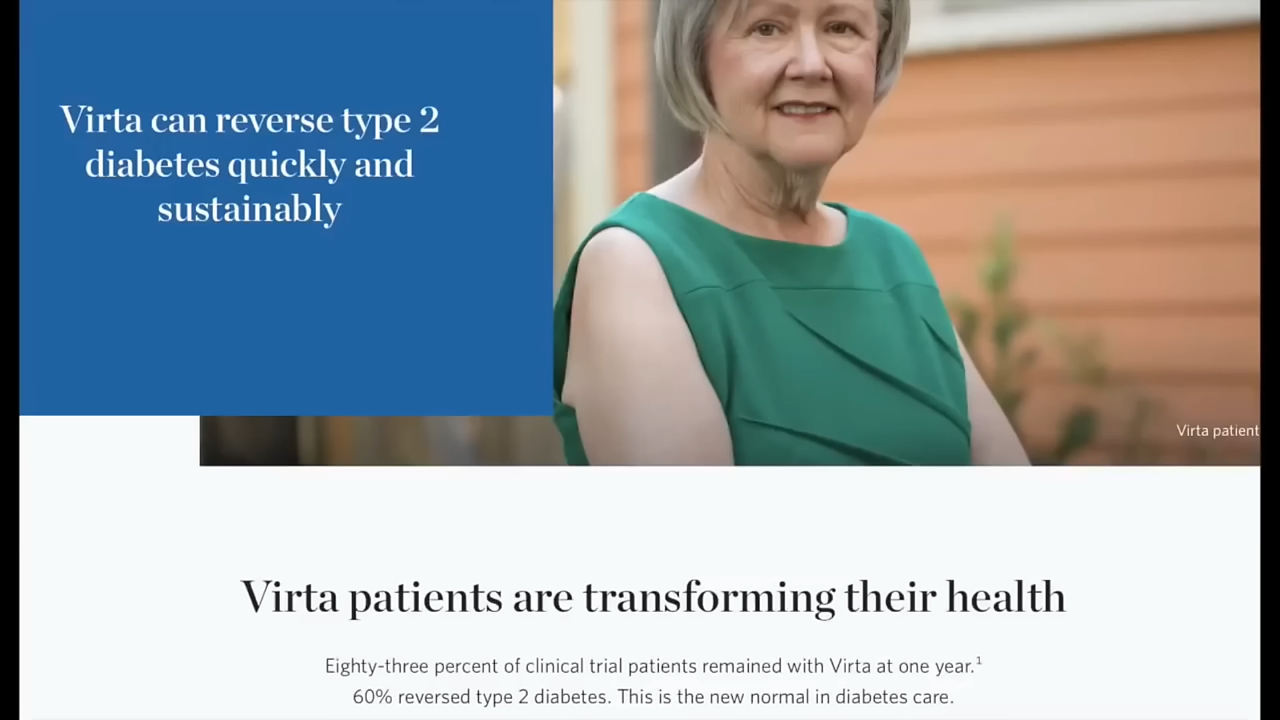 Virta can reverse type 2
diabetes quickly and
sustainably
Virta patient
Virta patients are transforming their health
Eighty-three percent of clinical trial patients remained with Virta at one year.¹
60% reversed type 2 diabetes. This is the new normal in diabetes care.